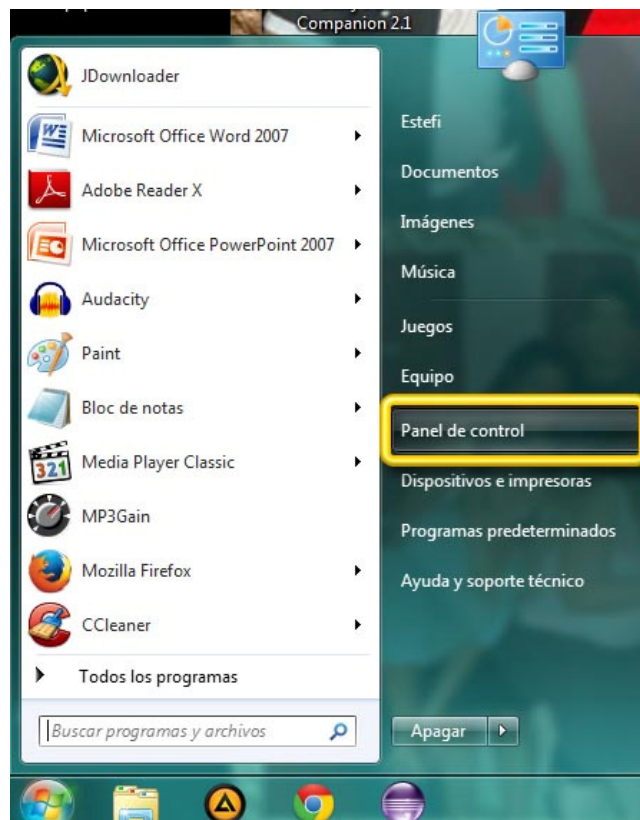 Companion 2.1
JDownloader
Microsoft Office Word 2007
Adobe Reader X
Microsoft Office PowerPoint 2007
Audacity
Paint
Bloc de notas
Media Player Classic
321
MP3Gain
Mozilla Firefox
CCleaner
Todos los programas
Buscar programas y archivos
Estefi
Documentos
Imágenes
Música
Juegos
Equipo
Panel de control
Dispositivos e impresoras
Programas predeterminados
Ayuda y soporte técnico
Apagar